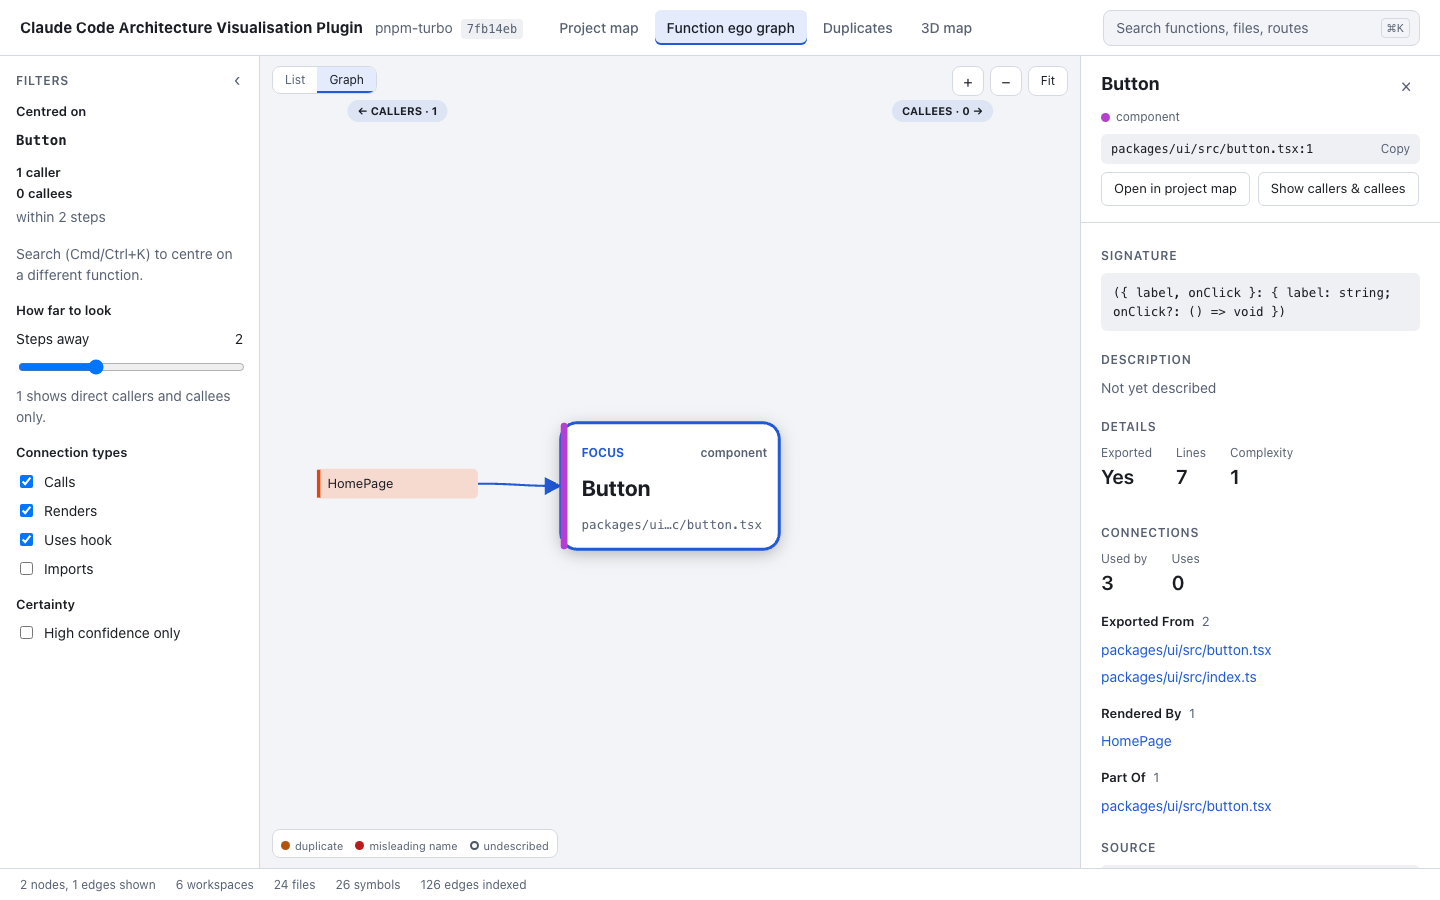 Claude Code Architecture Visualisation Plugin pnpm-turbo 7fb14eb Project map Function ego graph Duplicates 3D map Search functions, files, routes ⌘K
FILTERS ‹
Centred on
Button
1 caller
0 callees
within 2 steps
Search (Cmd/Ctrl+K) to centre on
a different function.
How far to look
Steps away 2
1 shows direct callers and callees
only.
Connection types
Calls
Renders
Uses hook
Imports
Certainty
High confidence only
List Graph + − Fit
← CALLERS · 1 CALLEES · 0 →
HomePage
FOCUS component
Button
packages/ui…c/button.tsx
duplicate misleading name undescribed
Button ×
component
packages/ui/src/button.tsx:1 Copy
Open in project map Show callers & callees
SIGNATURE
({ label, onClick }: { label: string;
onClick?: () => void })
DESCRIPTION
Not yet described
DETAILS
Exported Lines Complexity
Yes 7 1
CONNECTIONS
Used by Uses
3 0
Exported From 2
packages/ui/src/button.tsx
packages/ui/src/index.ts
Rendered By 1
HomePage
Part Of 1
packages/ui/src/button.tsx
SOURCE
2 nodes, 1 edges shown 6 workspaces 24 files 26 symbols 126 edges indexed